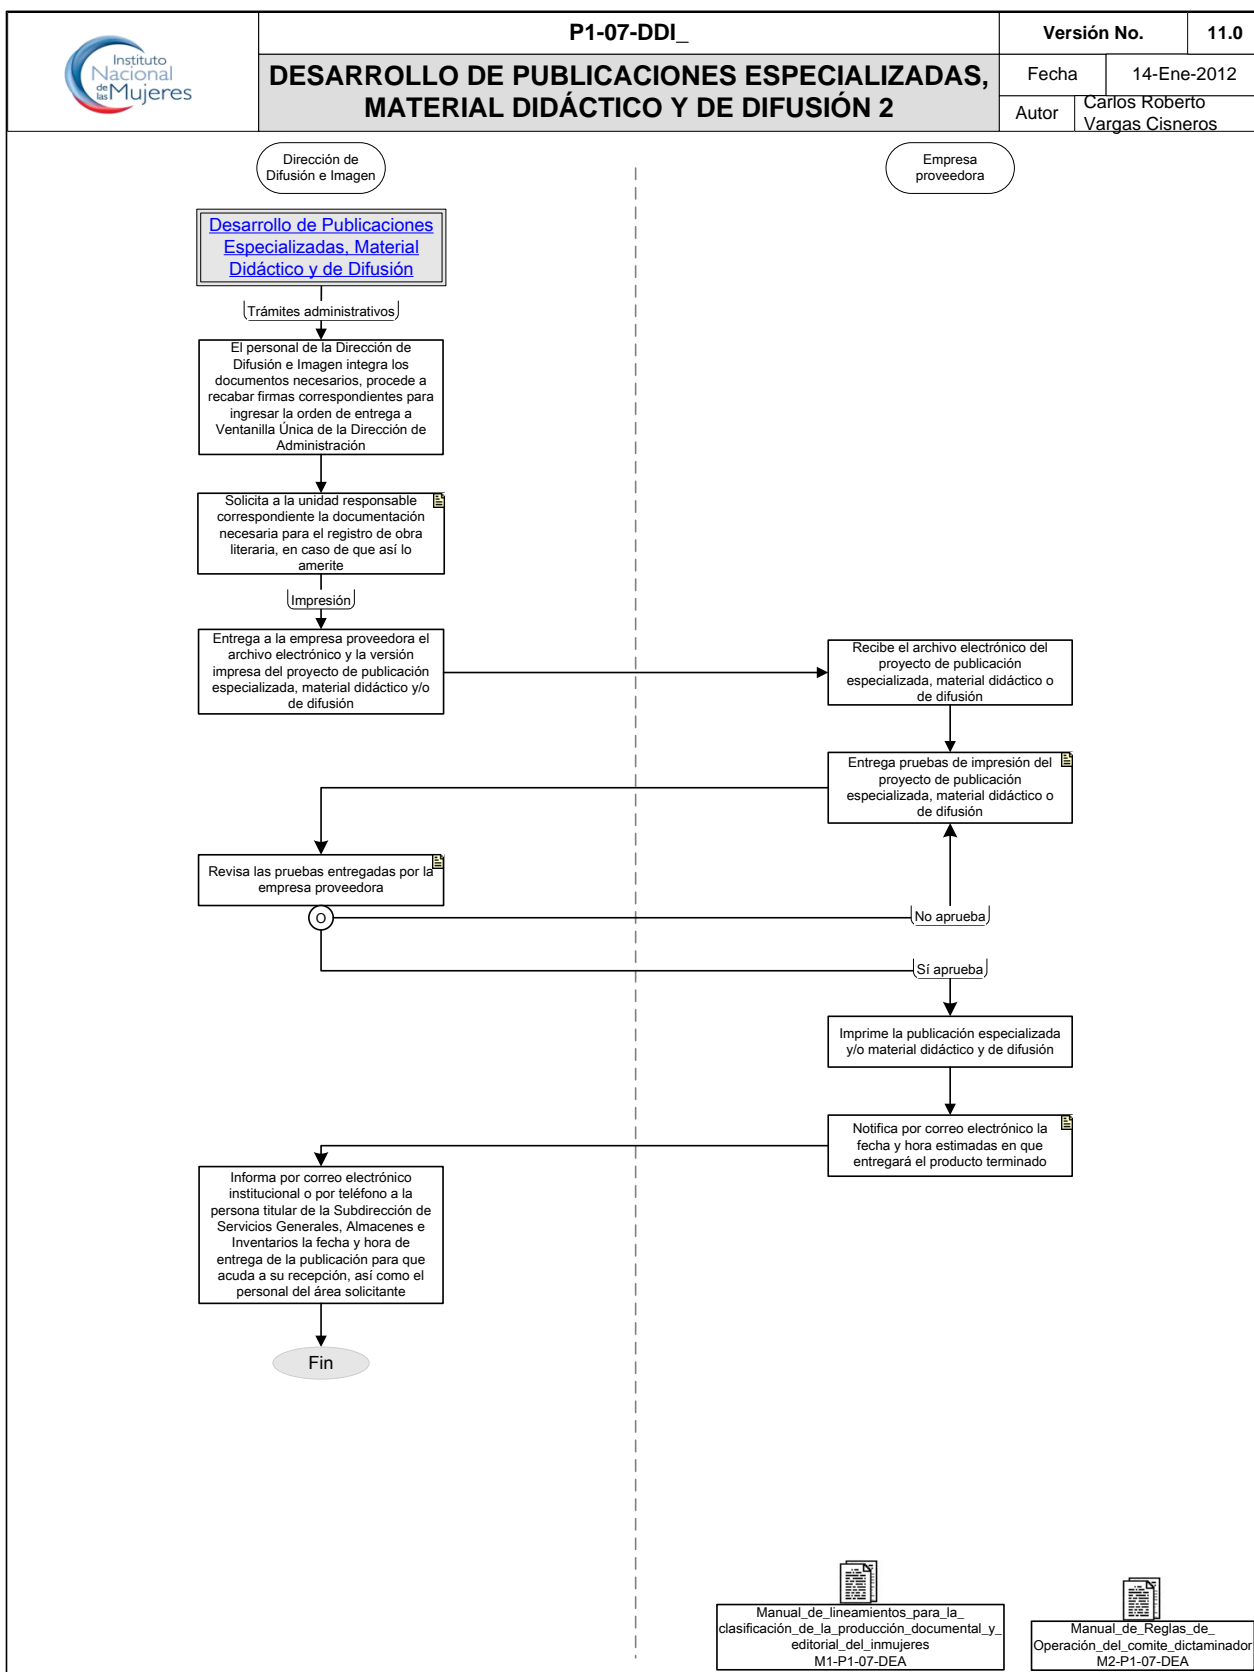 Instituto
Nacional
de las Mujeres
P1-07-DDI_
DESARROLLO DE PUBLICACIONES ESPECIALIZADAS,
MATERIAL DIDÁCTICO Y DE DIFUSIÓN 2
Versión No.
11.0
Fecha
14-Ene-2012
Autor
Carlos Roberto
Vargas Cisneros
Dirección de
Difusión e Imagen
Empresa
proveedora
Desarrollo de Publicaciones
Especializadas, Material
Didáctico y de Difusión
Trámites administrativos
El personal de la Dirección de
Difusión e Imagen integra los
documentos necesarios, procede a
recabar firmas correspondientes para
ingresar la orden de entrega a
Ventanilla Única de la Dirección de
Administración
Solicita a la unidad responsable
correspondiente la documentación
necesaria para el registro de obra
literaria, en caso de que así lo
amerite
Impresión
Entrega a la empresa proveedora el
archivo electrónico y la versión
impresa del proyecto de publicación
especializada, material didáctico y/o
de difusión
Recibe el archivo electrónico del
proyecto de publicación
especializada, material didáctico o
de difusión
Entrega pruebas de impresión del
proyecto de publicación
especializada, material didáctico o
de difusión
Revisa las pruebas entregadas por la
empresa proveedora
O
No aprueba
Sí aprueba
Imprime la publicación especializada
y/o material didáctico y de difusión
Notifica por correo electrónico la
fecha y hora estimadas en que
entregará el producto terminado
Informa por correo electrónico
institucional o por teléfono a la
persona titular de la Subdirección de
Servicios Generales, Almacenes e
Inventarios la fecha y hora de
entrega de la publicación para que
acuda a su recepción, así como el
personal del área solicitante
Fin
Manual_de_lineamientos_para_la_
clasificación_de_la_producción_documental_y_
editorial_del_inmujeres
M1-P1-07-DEA
Manual_de_Reglas_de_
Operación_del_comite_dictaminador
M2-P1-07-DEA